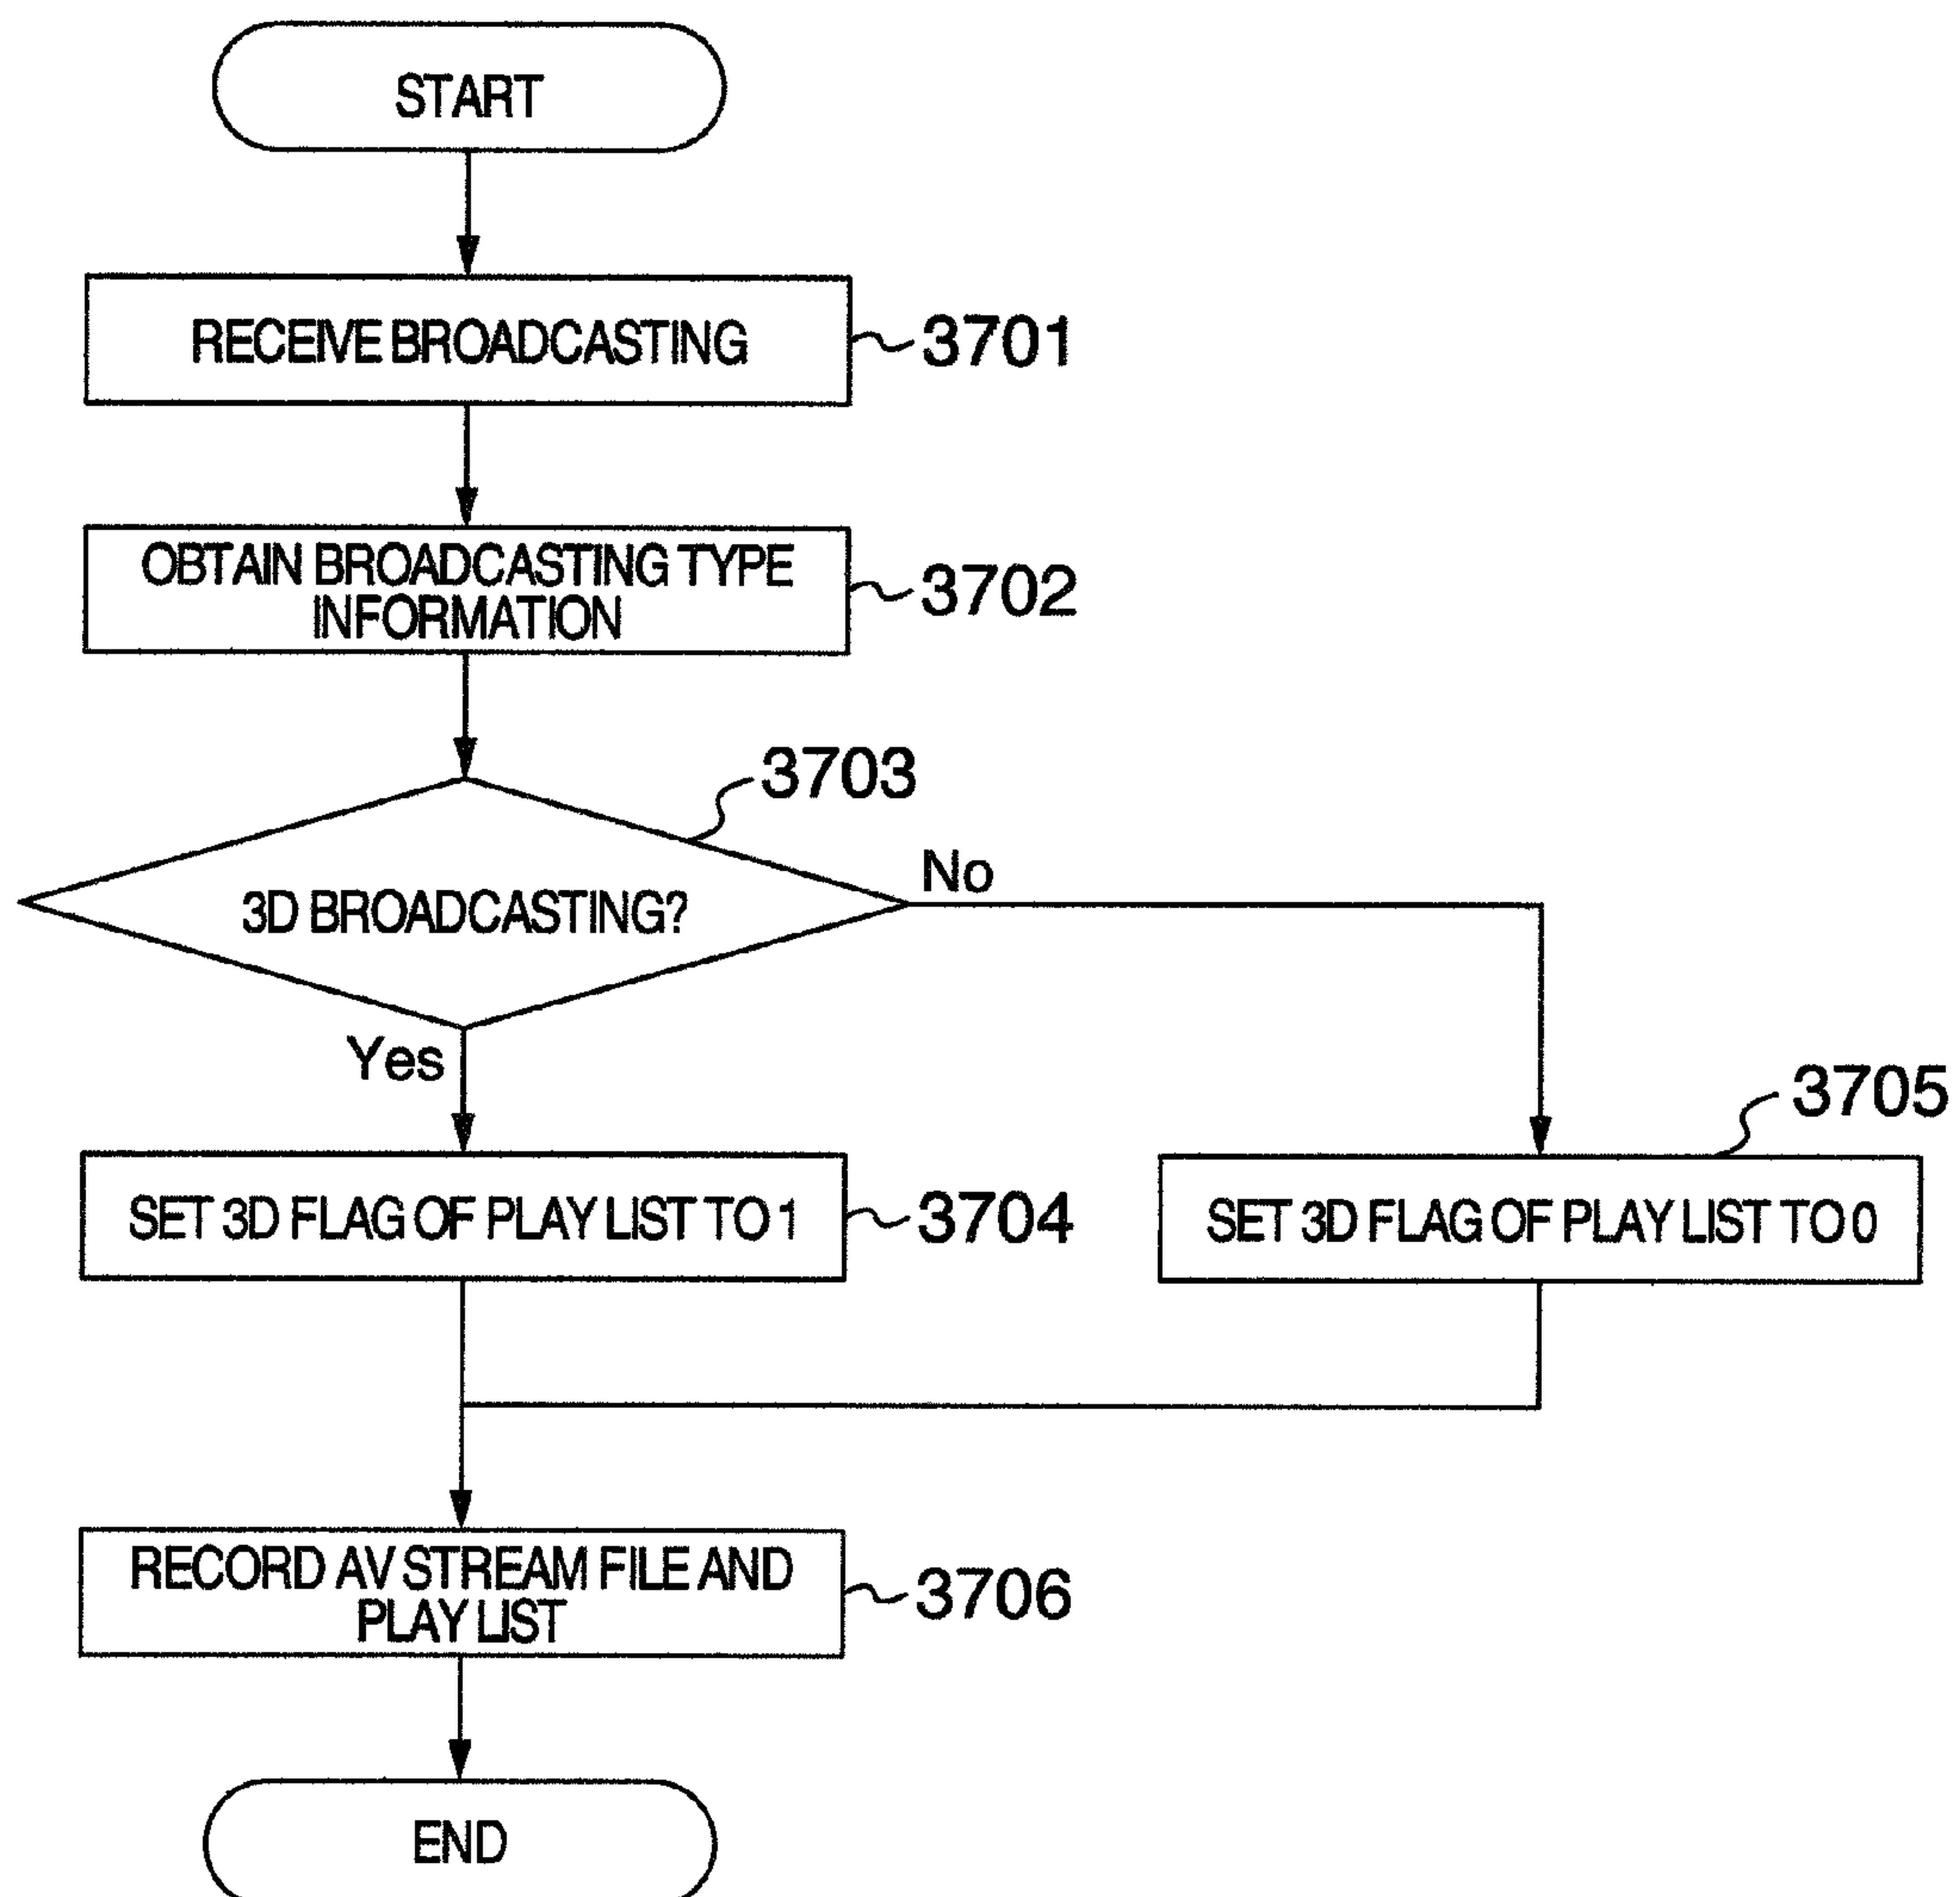 START
RECEIVE BROADCASTING
3701
OBTAIN BROADCASTING TYPE
INFORMATION
3702
3703
3D BROADCASTING?
No
Yes
SET 3D FLAG OF PLAY LIST TO 1
3704
3705
SET 3D FLAG OF PLAY LIST TO 0
RECORD AV STREAM FILE AND
PLAY LIST
3706
END